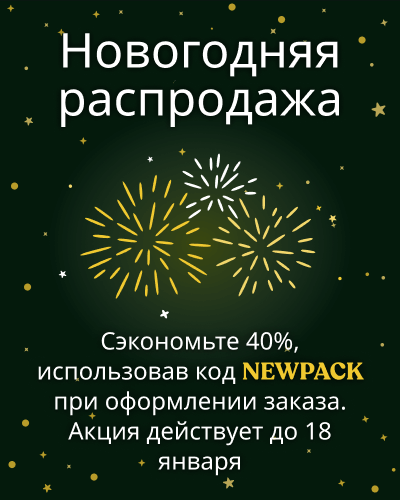 Новогодняя
распродажа
Сэкономьте 40%,
использовав код NEWPACK
при оформлении заказа.
Акция действует до 18
января